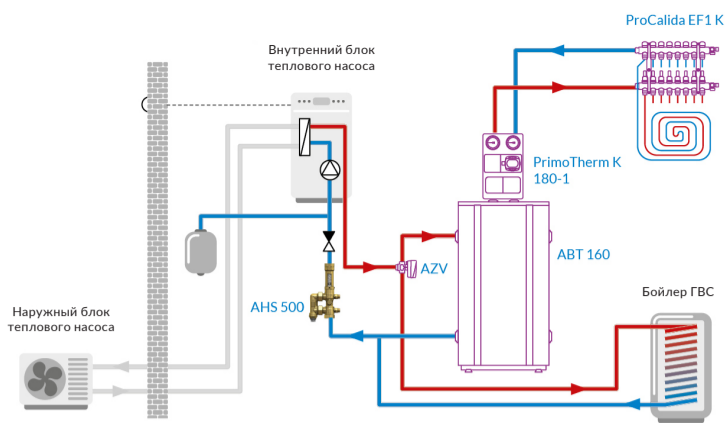 ProCalida EF1 K
Внутренний блок
теплового насоса
PrimoTherm K
180-1
ABT 160
AZV
AHS 500
Бойлер ГВС
Наружный блок
теплового насоса